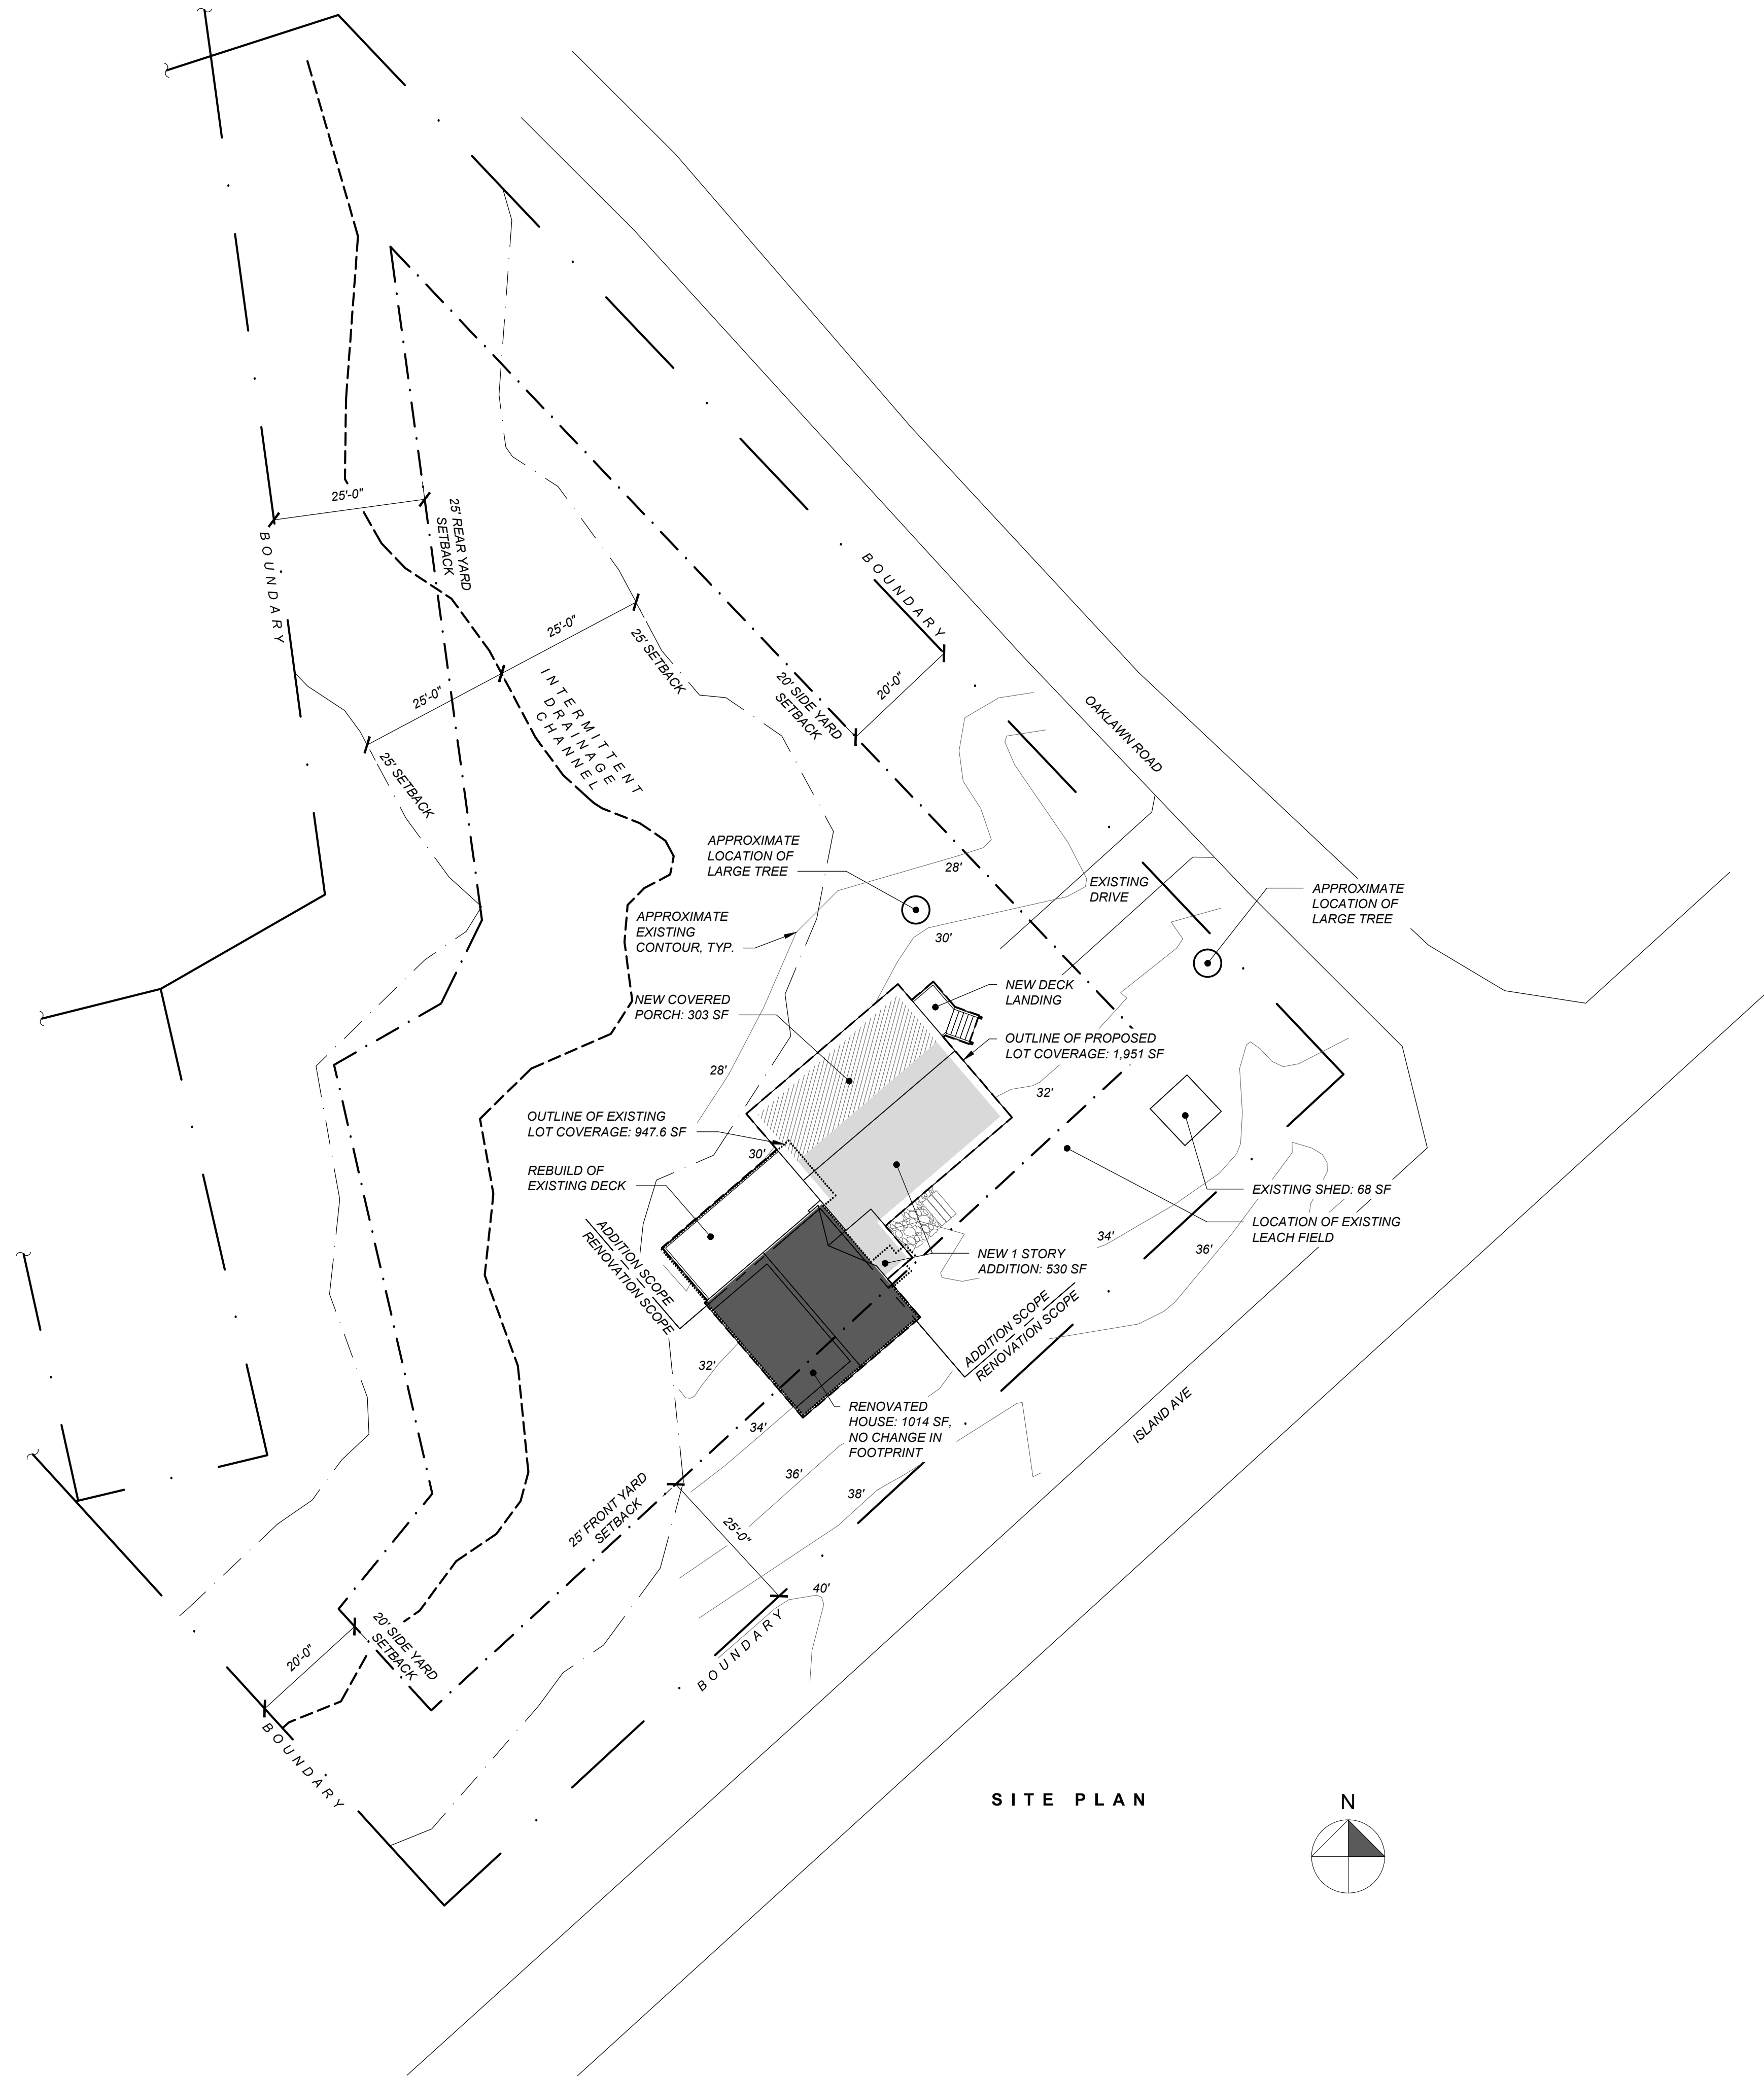 25'-0"
25' REAR YARD
SETBACK
BOUNDARY
BOUNDARY
25'-0"
25' SETBACK
25'-0"
25' SETBACK
INTERMITTENT
DRAINAGE
CHANNEL
20'-0"
20' SIDE YARD
SETBACK
OAKLAWN ROAD
APPROXIMATE
LOCATION OF
LARGE TREE
28'
EXISTING
DRIVE
APPROXIMATE
LOCATION OF
LARGE TREE
APPROXIMATE
EXISTING
CONTOUR, TYP.
30'
NEW COVERED
PORCH: 303 SF
NEW DECK
LANDING
OUTLINE OF PROPOSED
LOT COVERAGE: 1,951 SF
28'
32'
OUTLINE OF EXISTING
LOT COVERAGE: 947.6 SF
30'
REBUILD OF
EXISTING DECK
EXISTING SHED: 68 SF
LOCATION OF EXISTING
LEACH FIELD
34'
36'
ADDITION SCOPE
RENOVATION SCOPE
NEW 1 STORY
ADDITION: 530 SF
ADDITION SCOPE
RENOVATION SCOPE
32'
RENOVATED
HOUSE: 1014 SF,
NO CHANGE IN
FOOTPRINT
34'
36'
38'
ISLAND AVE
25' FRONT YARD
SETBACK
25'-0"
40'
BOUNDARY
20' SIDE YARD
SETBACK
20'-0"
BOUNDARY
SITE PLAN
N